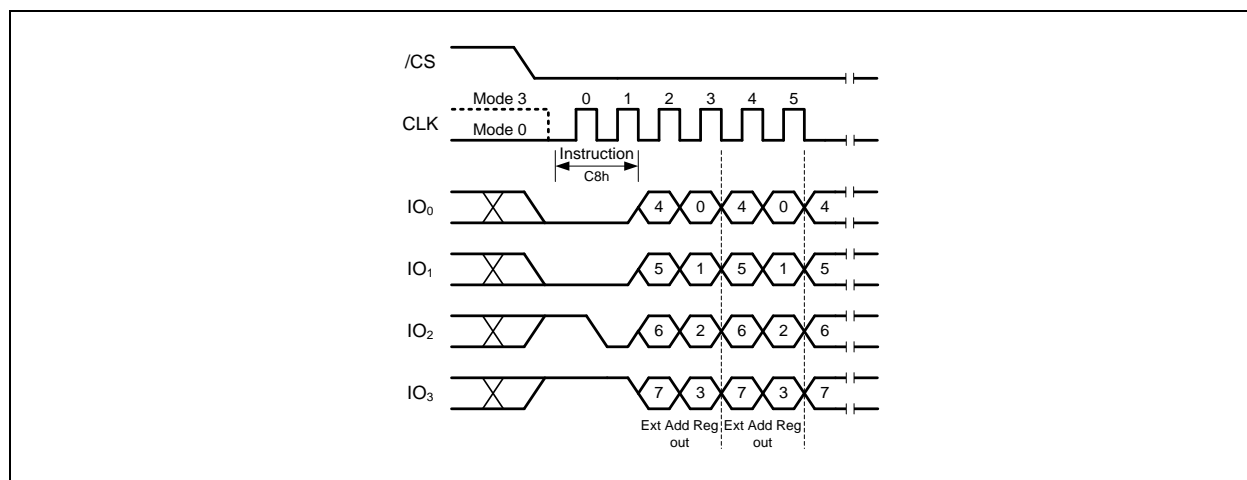 /CS
Mode 3 0 1 2 3 4 5
CLK
Mode 0
Instruction
C8h
IO₀ 4 0 4 0 4
IO₁ 5 1 5 1 5
IO₂ 6 2 6 2 6
IO₃ 7 3 7 3 7
Ext Add Reg Ext Add Reg
out out